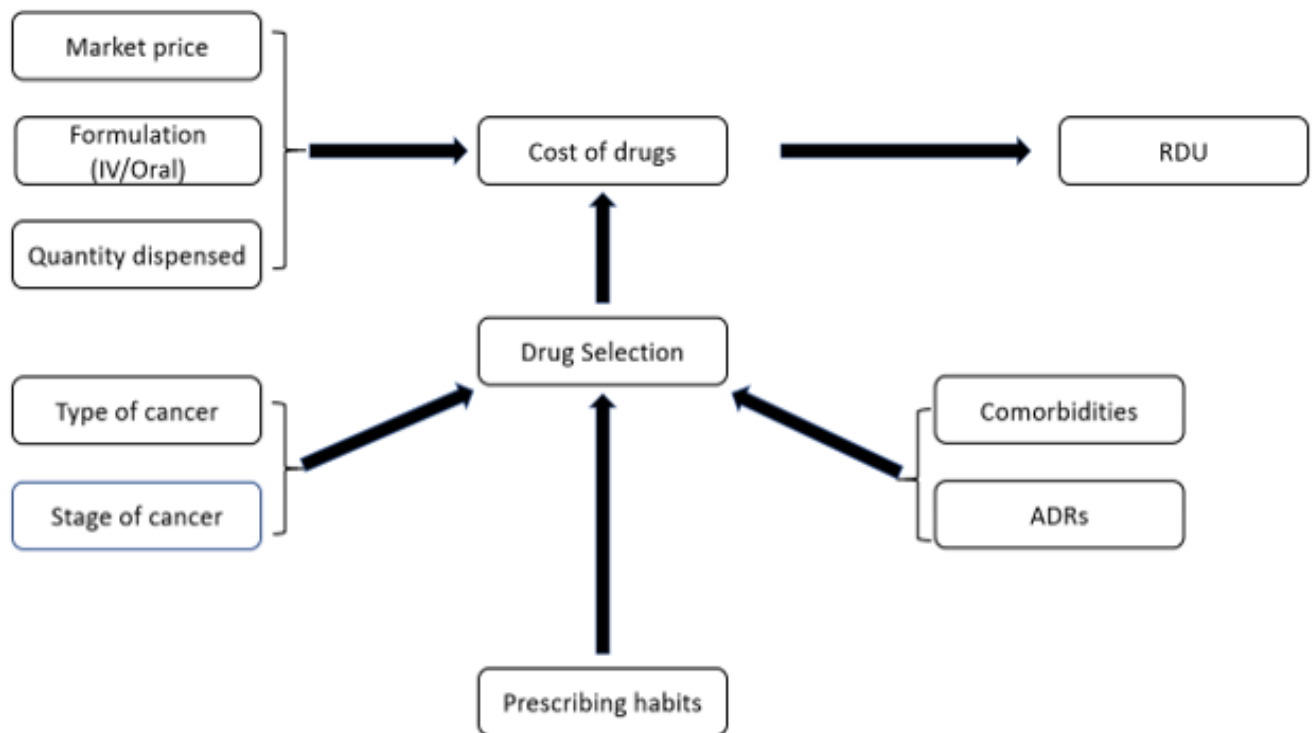 Market price
Formulation
(IV/Oral)
Cost of drugs
RDU
Quantity dispensed
Drug Selection
Type of cancer
Comorbidities
Stage of cancer
ADRs
Prescribing habits